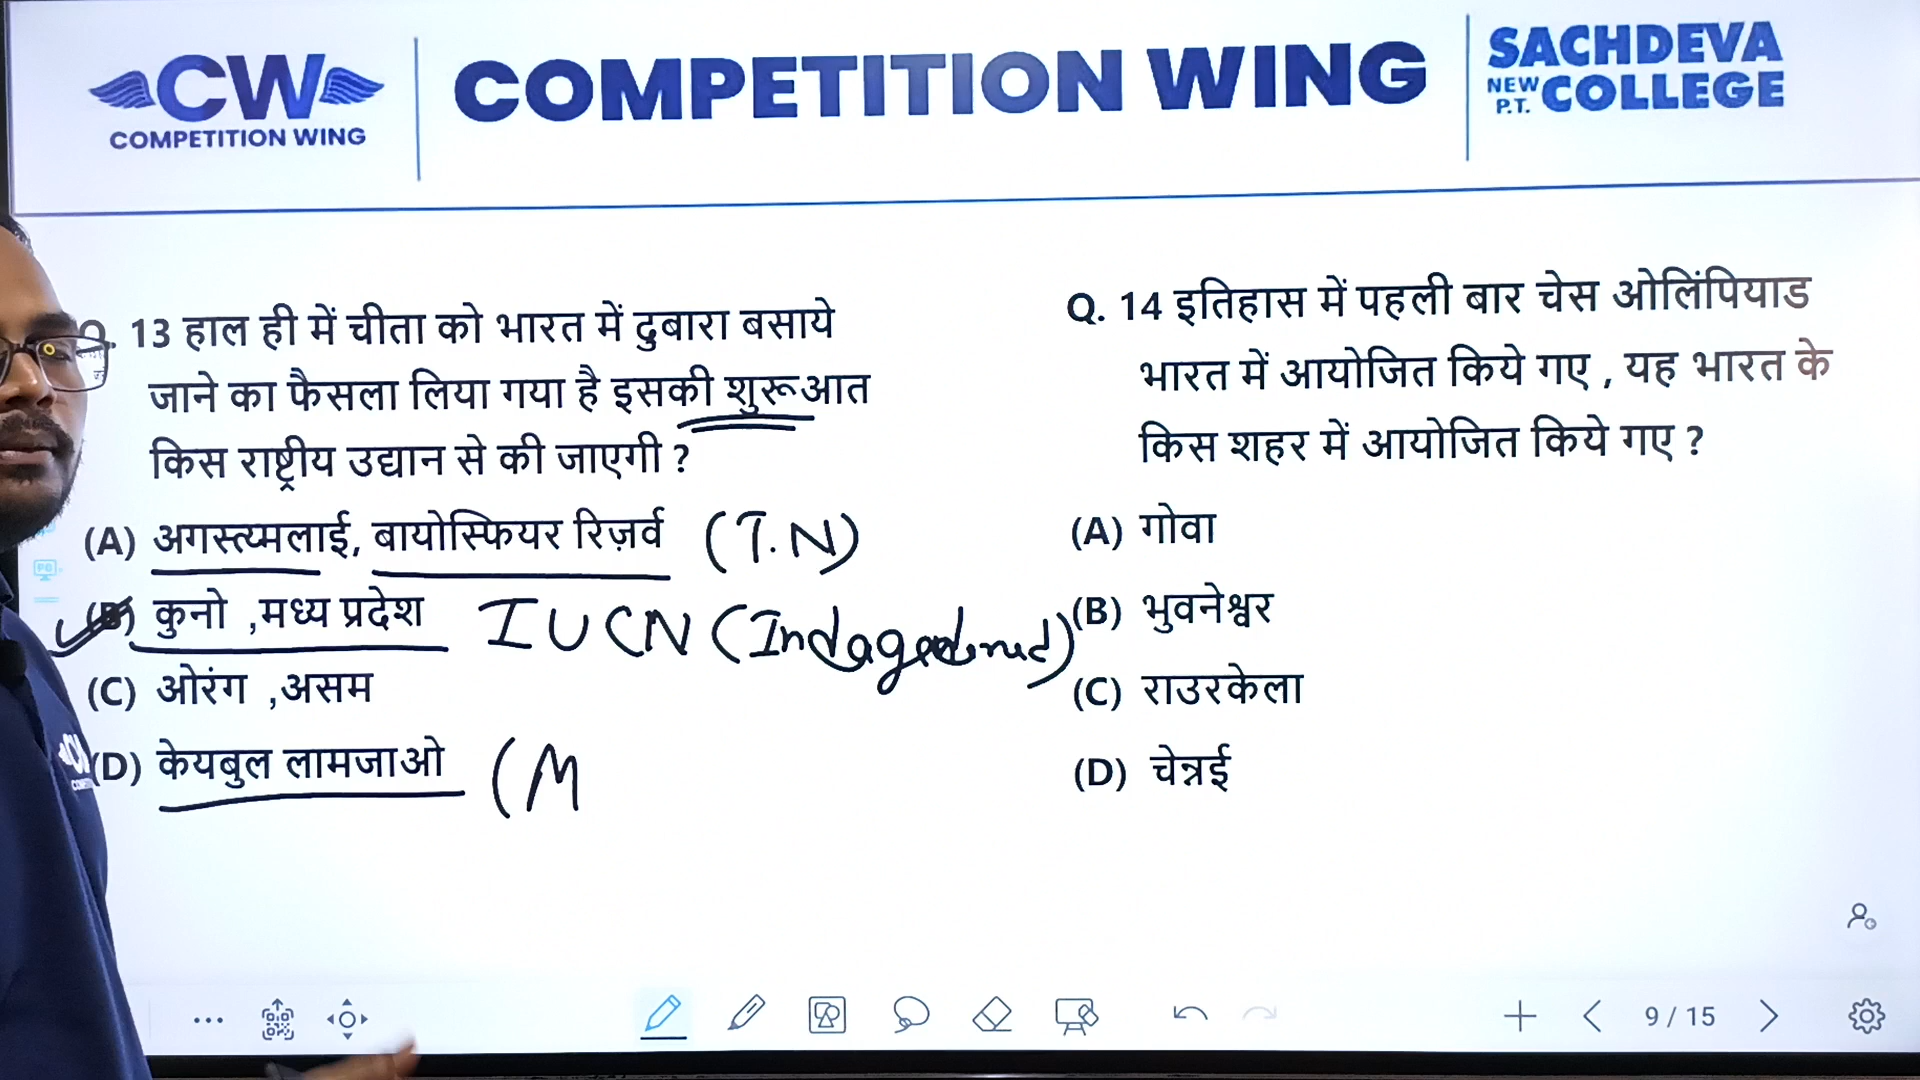 CW
COMPETITION WING
COMPETITION WING
SACHDEVA
NEW P.T. COLLEGE
Q. 13 हाल ही में चीता को भारत में दुबारा बसाये
जाने का फैसला लिया गया है इसकी शुरूआत
किस राष्ट्रीय उद्यान से की जाएगी ?
(A) अगस्त्यमलाई, बायोस्फियर रिज़र्व (T.N)
(B) कुनो ,मध्य प्रदेश IUCN (Indagedernud)
(C) ओरंग ,असम
(D) केयबुल लामजाओ (M
Q. 14 इतिहास में पहली बार चेस ओलिंपियाड
भारत में आयोजित किये गए , यह भारत के
किस शहर में आयोजित किये गए ?
(A) गोवा
(B) भुवनेश्वर
(C) राउरकेला
(D) चेन्नई
9 / 15